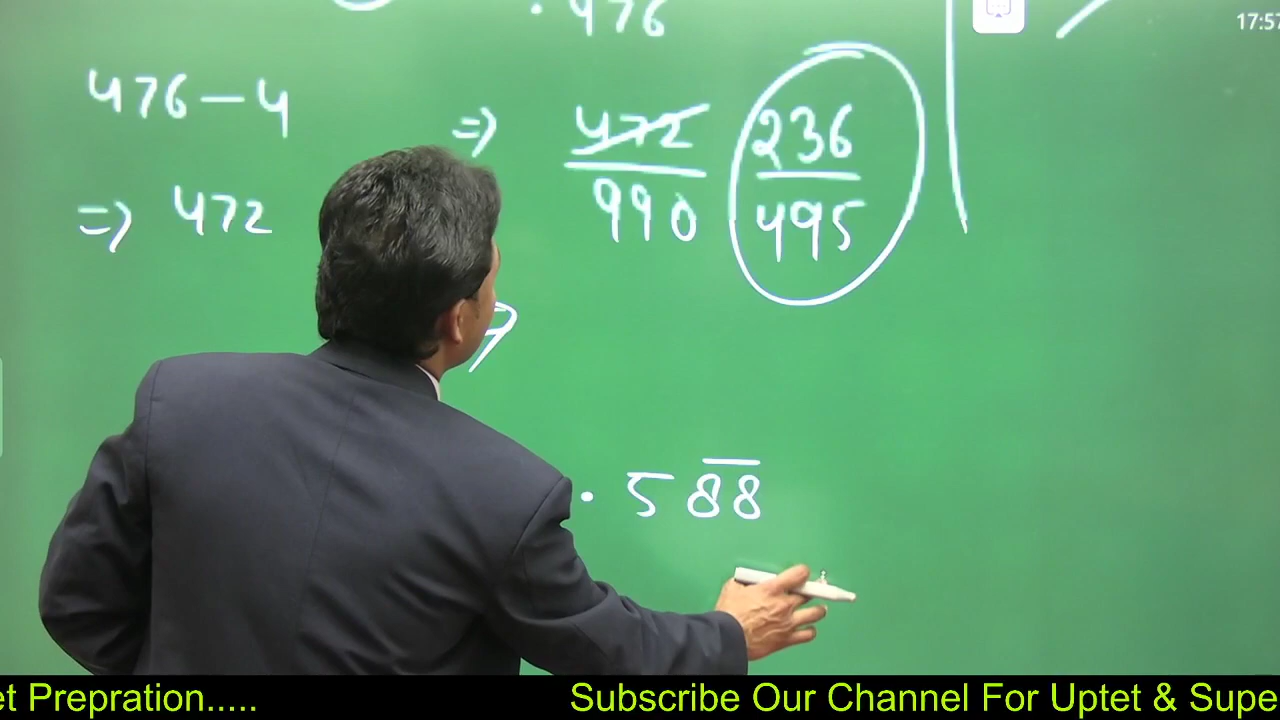 .476
17:57
476-4
=> 472/990 236/495
=> 472
. 588̅
et Prepration.....
Subscribe Our Channel For Uptet & Supe